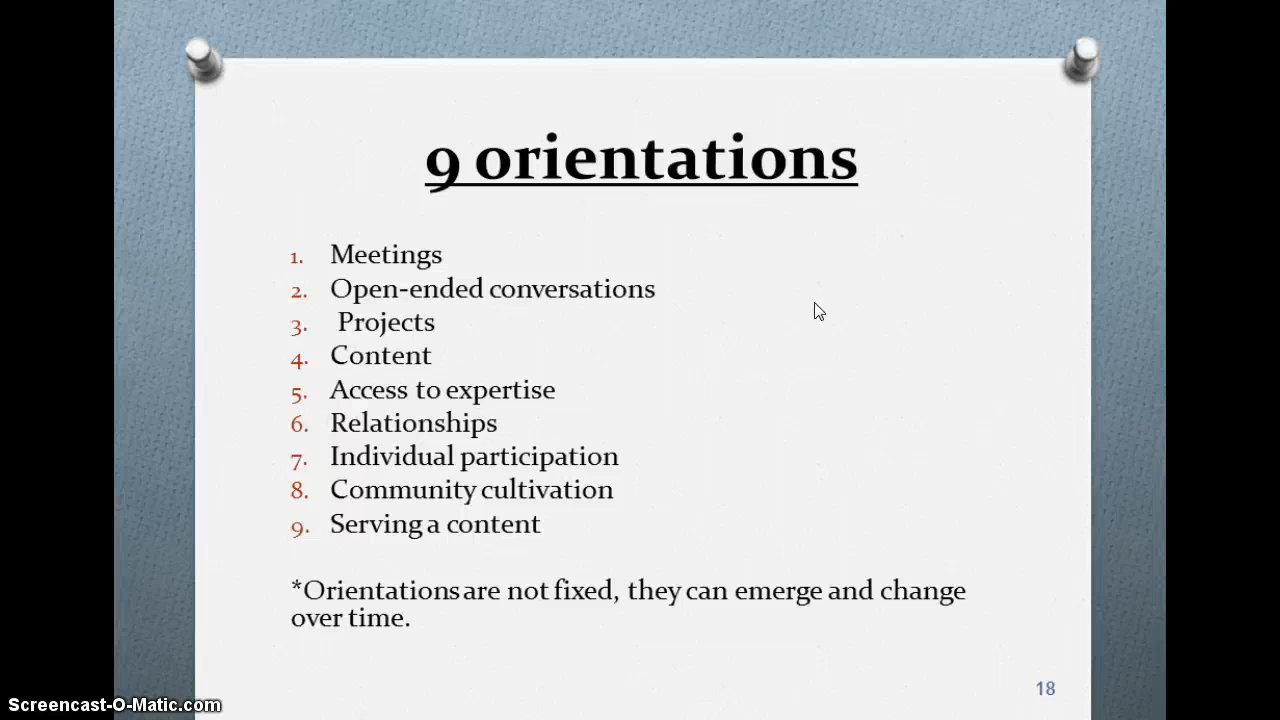 9 orientations
1. Meetings
2. Open-ended conversations
3. Projects
4. Content
5. Access to expertise
6. Relationships
7. Individual participation
8. Community cultivation
9. Serving a content
*Orientations are not fixed, they can emerge and change
over time.
18
Screencast-O-Matic.com